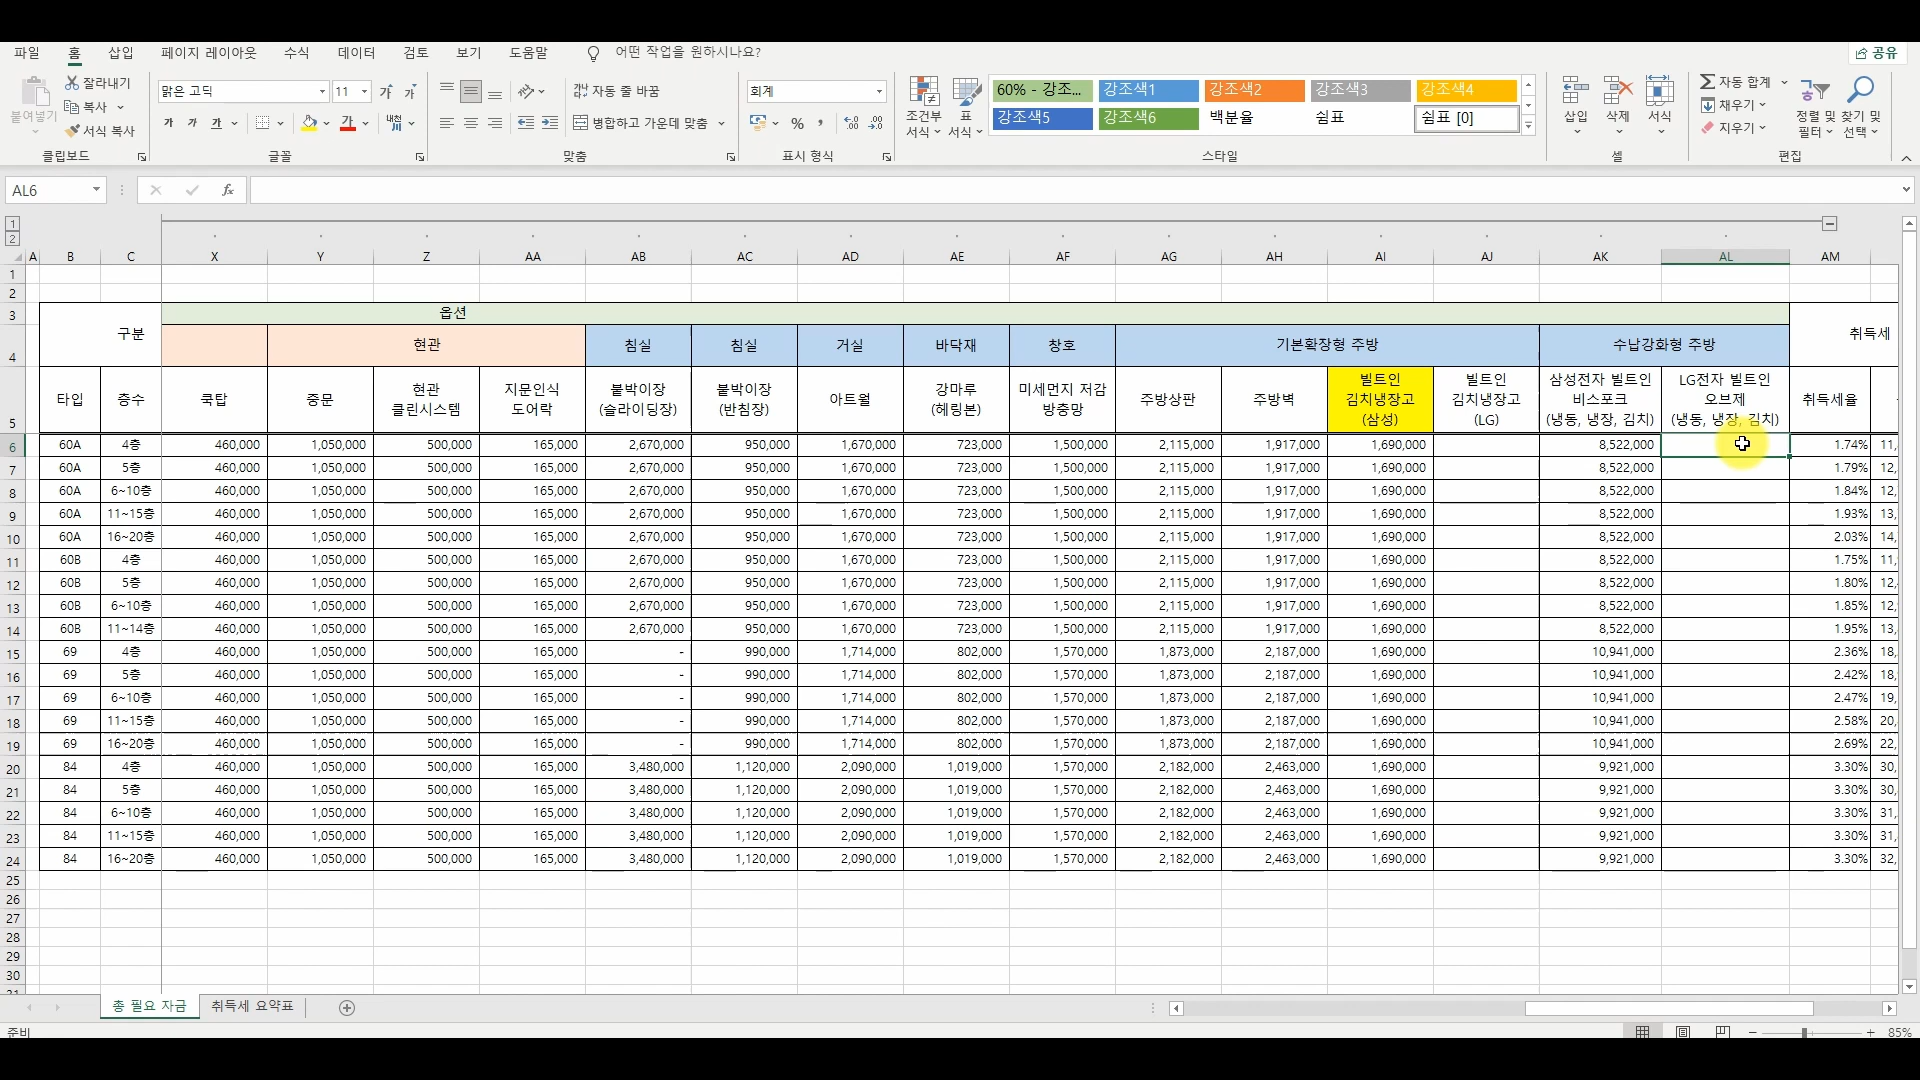 파일 홈 삽입 페이지 레이아웃 수식 데이터 검토 보기 도움말 어떤 작업을 원하시나요? 공유
붙여넣기 잘라내기 복사 서식 복사 클립보드
맑은 고딕 11 가 가 가 가 가 가 내천 글꼴
자동 줄 바꿈 병합하고 가운데 맞춤 맞춤
회계 % 표시 형식
조건부 서식 표 서식 60% - 강조... 강조색1 강조색2 강조색3 강조색4
강조색5 강조색6 백분율 쉼표 쉼표 [0] 스타일
삽입 삭제 서식 셀
자동 합계 채우기 지우기 정렬 및 필터 찾기 및 선택 편집
AL6 fx
1
2
A B C X Y Z AA AB AC AD AE AF AG AH AI AJ AK AL AM
1
2
3 구분 옵션 취득세
4 현관 침실 침실 거실 바닥재 창호 기본확장형 주방 수납강화형 주방
5 타입 층수 쿡탑 중문 현관 클린시스템 지문인식 도어락 붙박이장 (슬라이딩장) 붙박이장 (반침장) 아트월 강마루 (헤링본) 미세먼지 저감 방충망 주방상판 주방벽 빌트인 김치냉장고 (삼성) 빌트인 김치냉장고 (LG) 삼성전자 빌트인 비스포크 (냉동, 냉장, 김치) LG전자 빌트인 오브제 (냉동, 냉장, 김치) 취득세율
6 60A 4층 460,000 1,050,000 500,000 165,000 2,670,000 950,000 1,670,000 723,000 1,500,000 2,115,000 1,917,000 1,690,000 8,522,000 1.74% 11,
7 60A 5층 460,000 1,050,000 500,000 165,000 2,670,000 950,000 1,670,000 723,000 1,500,000 2,115,000 1,917,000 1,690,000 8,522,000 1.79% 12,
8 60A 6~10층 460,000 1,050,000 500,000 165,000 2,670,000 950,000 1,670,000 723,000 1,500,000 2,115,000 1,917,000 1,690,000 8,522,000 1.84% 12,
9 60A 11~15층 460,000 1,050,000 500,000 165,000 2,670,000 950,000 1,670,000 723,000 1,500,000 2,115,000 1,917,000 1,690,000 8,522,000 1.93% 13,
10 60A 16~20층 460,000 1,050,000 500,000 165,000 2,670,000 950,000 1,670,000 723,000 1,500,000 2,115,000 1,917,000 1,690,000 8,522,000 2.03% 14,
11 60B 4층 460,000 1,050,000 500,000 165,000 2,670,000 950,000 1,670,000 723,000 1,500,000 2,115,000 1,917,000 1,690,000 8,522,000 1.75% 11,
12 60B 5층 460,000 1,050,000 500,000 165,000 2,670,000 950,000 1,670,000 723,000 1,500,000 2,115,000 1,917,000 1,690,000 8,522,000 1.80% 12,
13 60B 6~10층 460,000 1,050,000 500,000 165,000 2,670,000 950,000 1,670,000 723,000 1,500,000 2,115,000 1,917,000 1,690,000 8,522,000 1.85% 12,
14 60B 11~14층 460,000 1,050,000 500,000 165,000 2,670,000 950,000 1,670,000 723,000 1,500,000 2,115,000 1,917,000 1,690,000 8,522,000 1.95% 13,
15 69 4층 460,000 1,050,000 500,000 165,000 - 990,000 1,714,000 802,000 1,570,000 1,873,000 2,187,000 1,690,000 10,941,000 2.36% 18,
16 69 5층 460,000 1,050,000 500,000 165,000 - 990,000 1,714,000 802,000 1,570,000 1,873,000 2,187,000 1,690,000 10,941,000 2.42% 18,
17 69 6~10층 460,000 1,050,000 500,000 165,000 - 990,000 1,714,000 802,000 1,570,000 1,873,000 2,187,000 1,690,000 10,941,000 2.47% 19,
18 69 11~15층 460,000 1,050,000 500,000 165,000 - 990,000 1,714,000 802,000 1,570,000 1,873,000 2,187,000 1,690,000 10,941,000 2.58% 20,
19 69 16~20층 460,000 1,050,000 500,000 165,000 - 990,000 1,714,000 802,000 1,570,000 1,873,000 2,187,000 1,690,000 10,941,000 2.69% 22,
20 84 4층 460,000 1,050,000 500,000 165,000 3,480,000 1,120,000 2,090,000 1,019,000 1,570,000 2,182,000 2,463,000 1,690,000 9,921,000 3.30% 30,
21 84 5층 460,000 1,050,000 500,000 165,000 3,480,000 1,120,000 2,090,000 1,019,000 1,570,000 2,182,000 2,463,000 1,690,000 9,921,000 3.30% 30,
22 84 6~10층 460,000 1,050,000 500,000 165,000 3,480,000 1,120,000 2,090,000 1,019,000 1,570,000 2,182,000 2,463,000 1,690,000 9,921,000 3.30% 31,
23 84 11~15층 460,000 1,050,000 500,000 165,000 3,480,000 1,120,000 2,090,000 1,019,000 1,570,000 2,182,000 2,463,000 1,690,000 9,921,000 3.30% 31,
24 84 16~20층 460,000 1,050,000 500,000 165,000 3,480,000 1,120,000 2,090,000 1,019,000 1,570,000 2,182,000 2,463,000 1,690,000 9,921,000 3.30% 32,
25
26
27
28
29
30
31
총 필요 자금 취득세 요약표
준비 85%